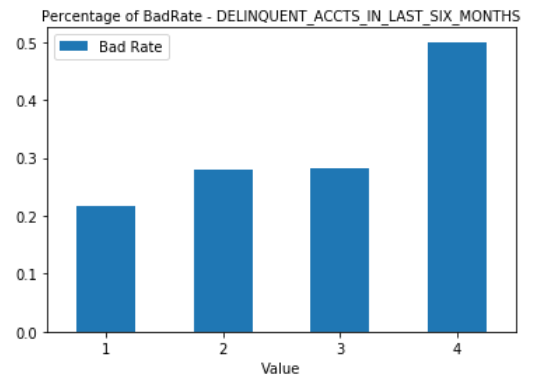 Percentage of BadRate - DELINQUENT_ACCTS_IN_LAST_SIX_MONTHS
Bad Rate
0.5
0.4
0.3
0.2
0.1
0.0
1 2 3 4
Value